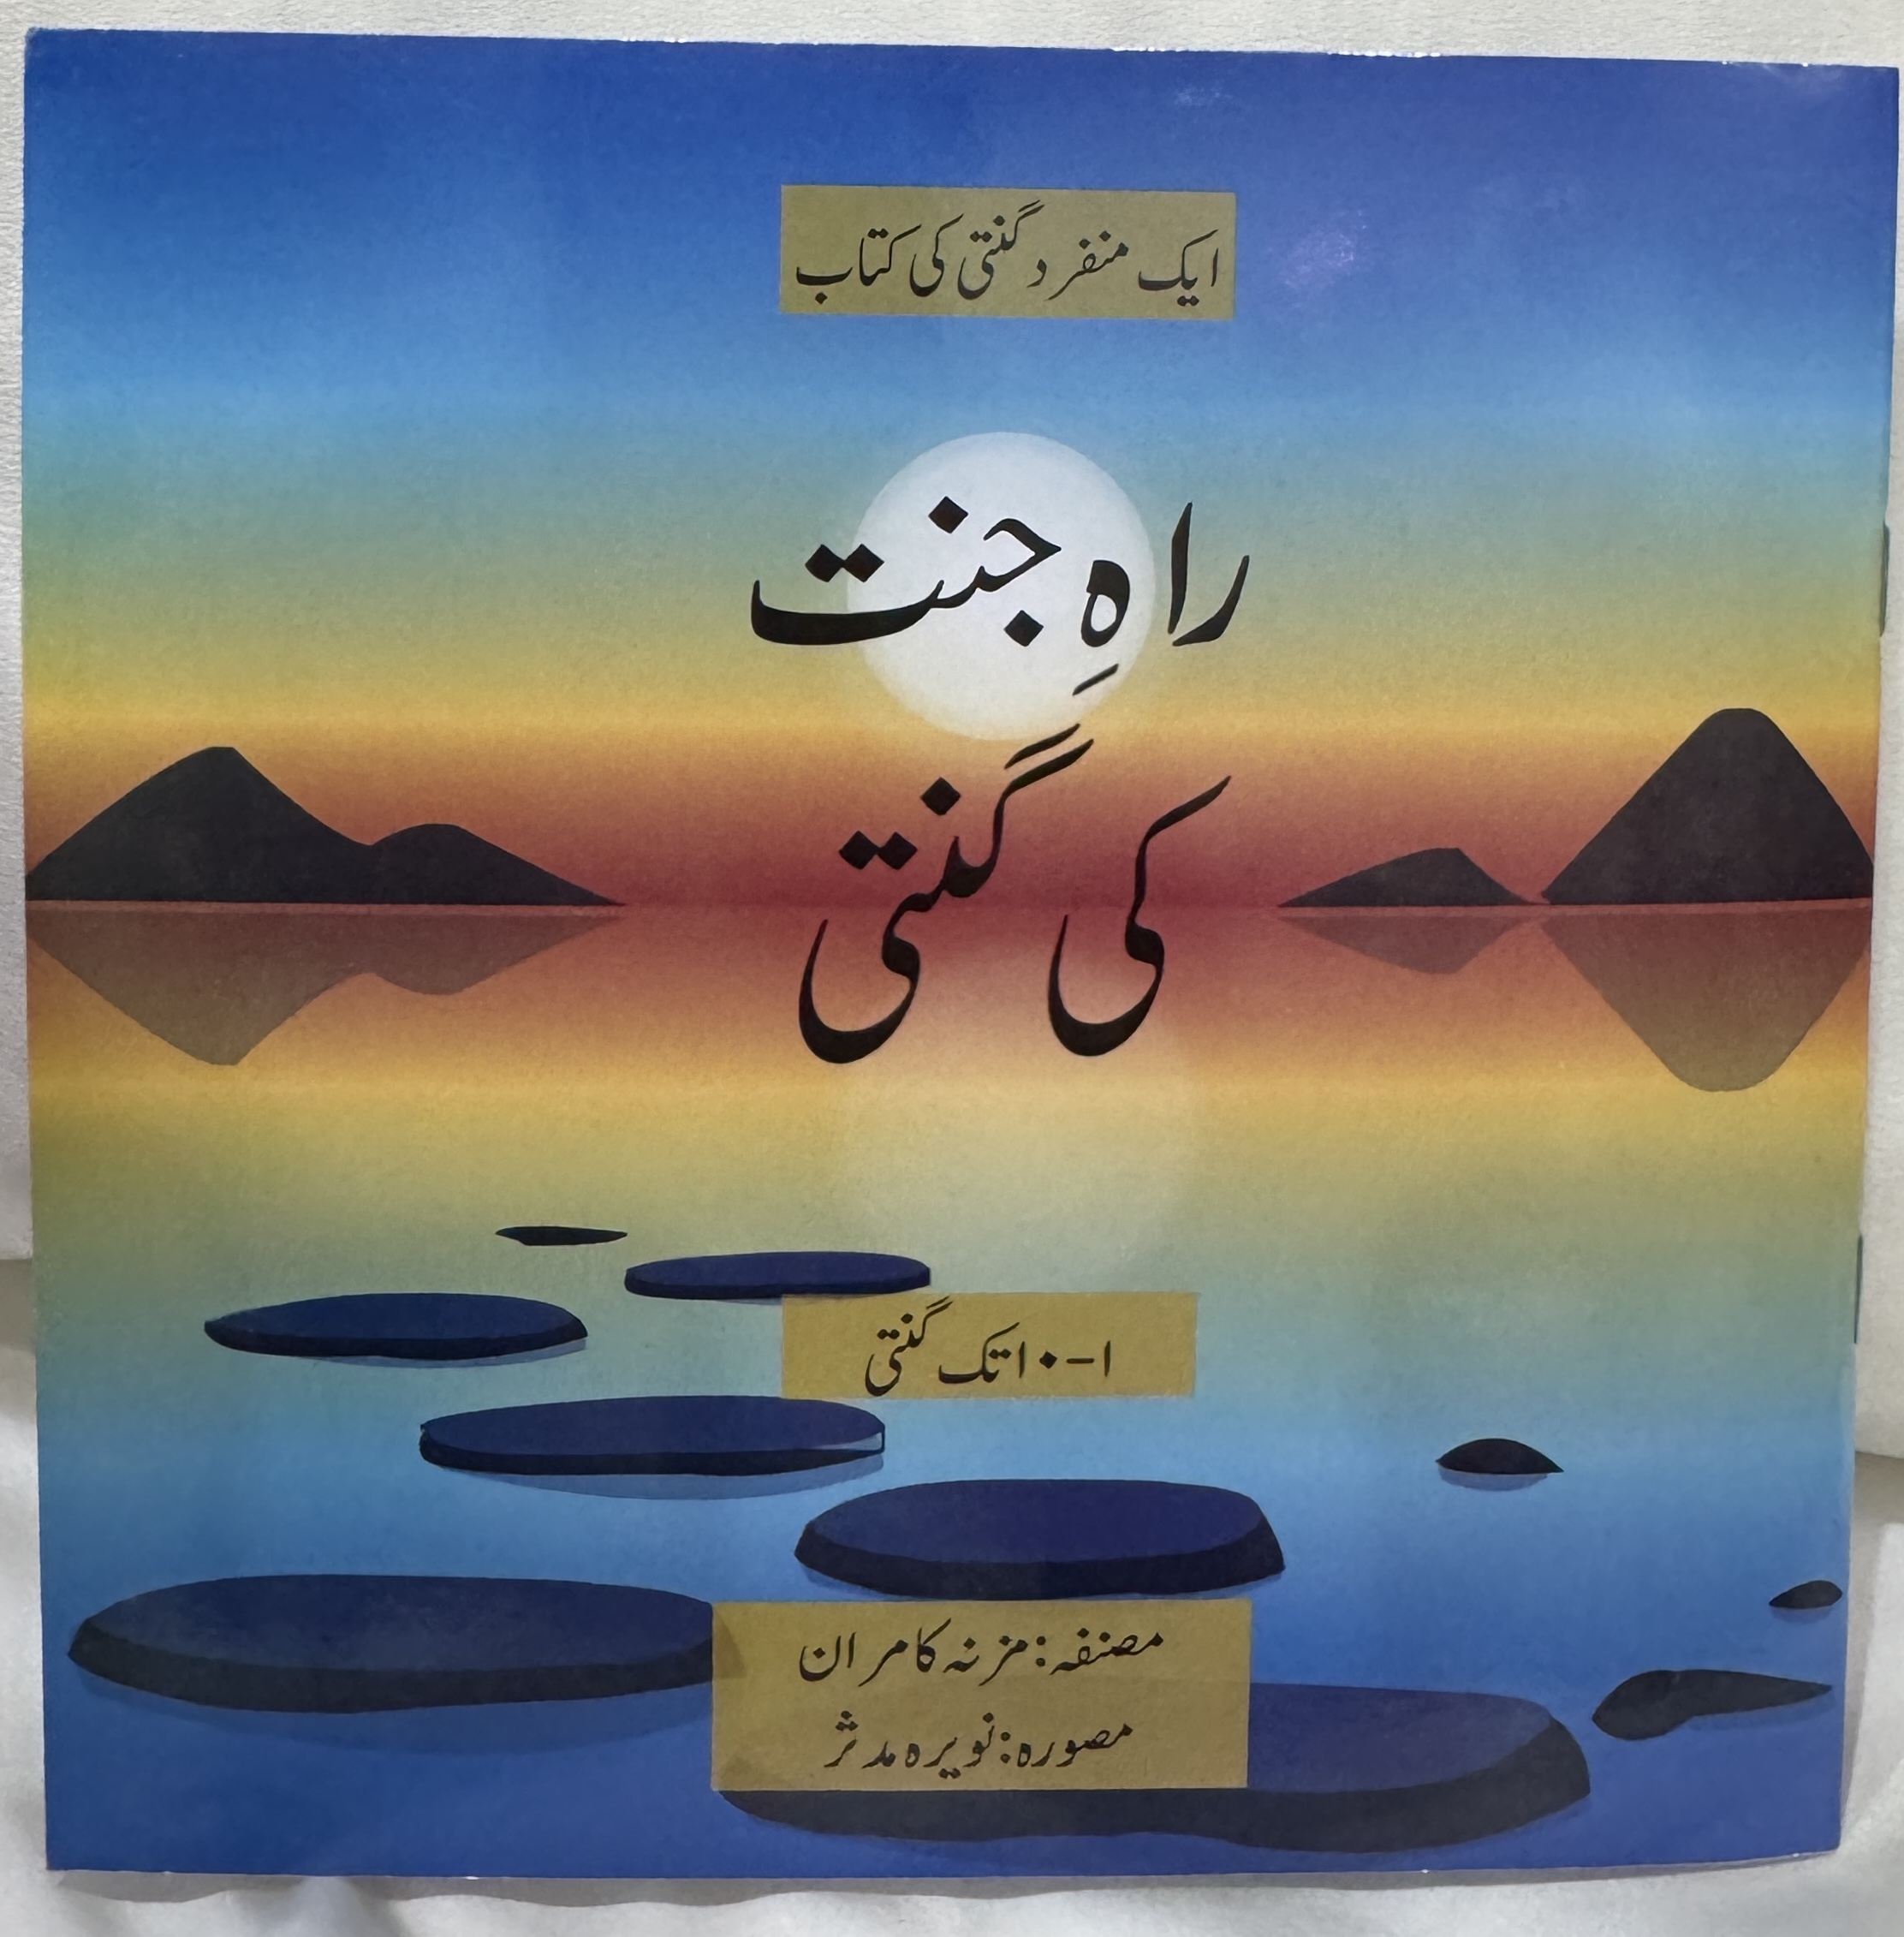 ایک منفرد گنتی کی کتاب
راہِ جنت
کی گنتی
۱-۱۰ تک گنتی
مصنفہ: مزنہ کامران
مصورہ: نویرہ مدثر